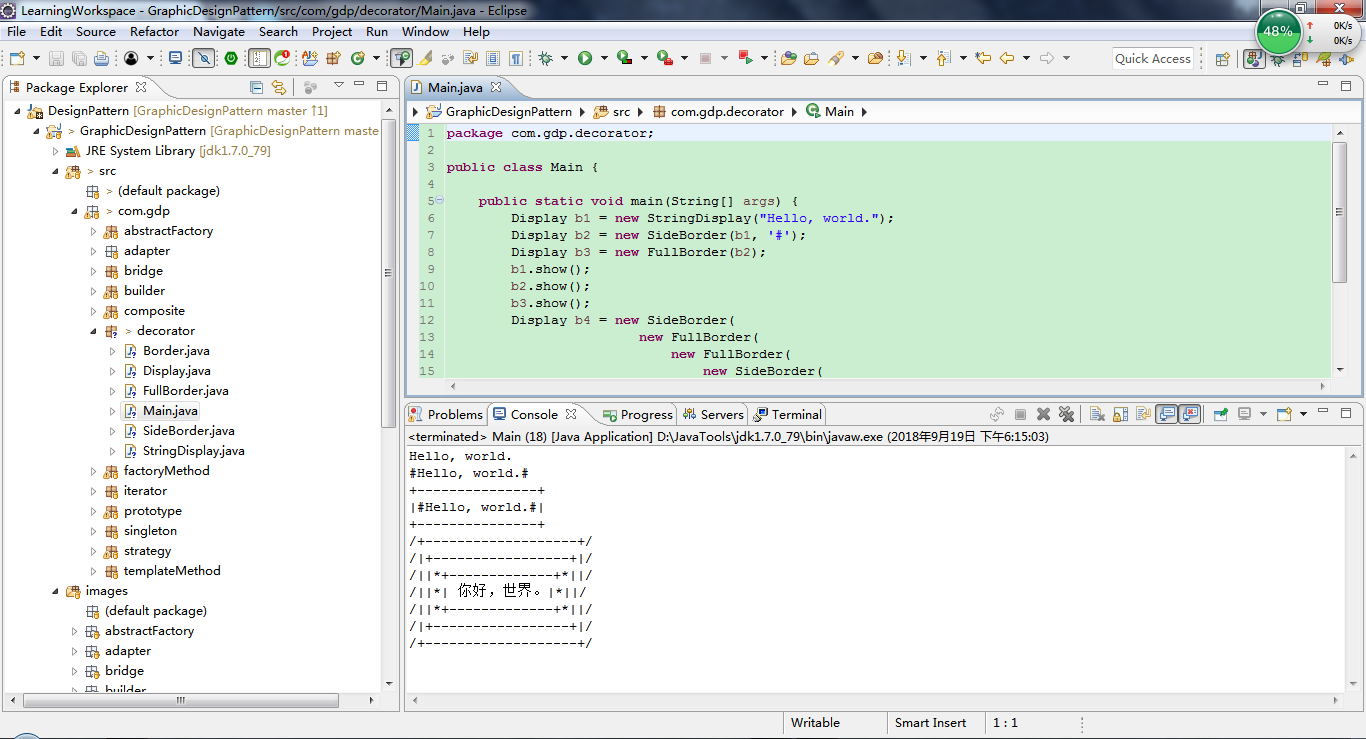 LearningWorkspace - GraphicDesignPattern/src/com/gdp/decorator/Main.java - Eclipse
File Edit Source Refactor Navigate Search Project Run Window Help
48% 0K/s
0K/s
Quick Access
Package Explorer
DesignPattern [GraphicDesignPattern master ↑1]
> GraphicDesignPattern [GraphicDesignPattern maste
JRE System Library [jdk1.7.0_79]
> src
> (default package)
> com.gdp
abstractFactory
adapter
bridge
builder
composite
> decorator
Border.java
Display.java
FullBorder.java
Main.java
SideBorder.java
StringDisplay.java
factoryMethod
iterator
prototype
singleton
strategy
templateMethod
images
(default package)
abstractFactory
adapter
bridge
builder
Main.java
GraphicDesignPattern src com.gdp.decorator Main
1 package com.gdp.decorator;
2
3 public class Main {
4
5     public static void main(String[] args) {
6         Display b1 = new StringDisplay("Hello, world.");
7         Display b2 = new SideBorder(b1, '#');
8         Display b3 = new FullBorder(b2);
9         b1.show();
10         b2.show();
11         b3.show();
12         Display b4 = new SideBorder(
13                         new FullBorder(
14                             new FullBorder(
15                                 new SideBorder(
Problems Console Progress Servers Terminal
<terminated> Main (18) [Java Application] D:\JavaTools\jdk1.7.0_79\bin\javaw.exe (2018年9月19日 下午6:15:03)
Hello, world.
#Hello, world.#
+---------------+
|#Hello, world.#|
+---------------+
/+-------------------+/
/|+-----------------+|/
/||*+-------------+*||/
/||*| 你好，世界。|*||/
/||*+-------------+*||/
/|+-----------------+|/
/+-------------------+/
Writable Smart Insert 1 : 1